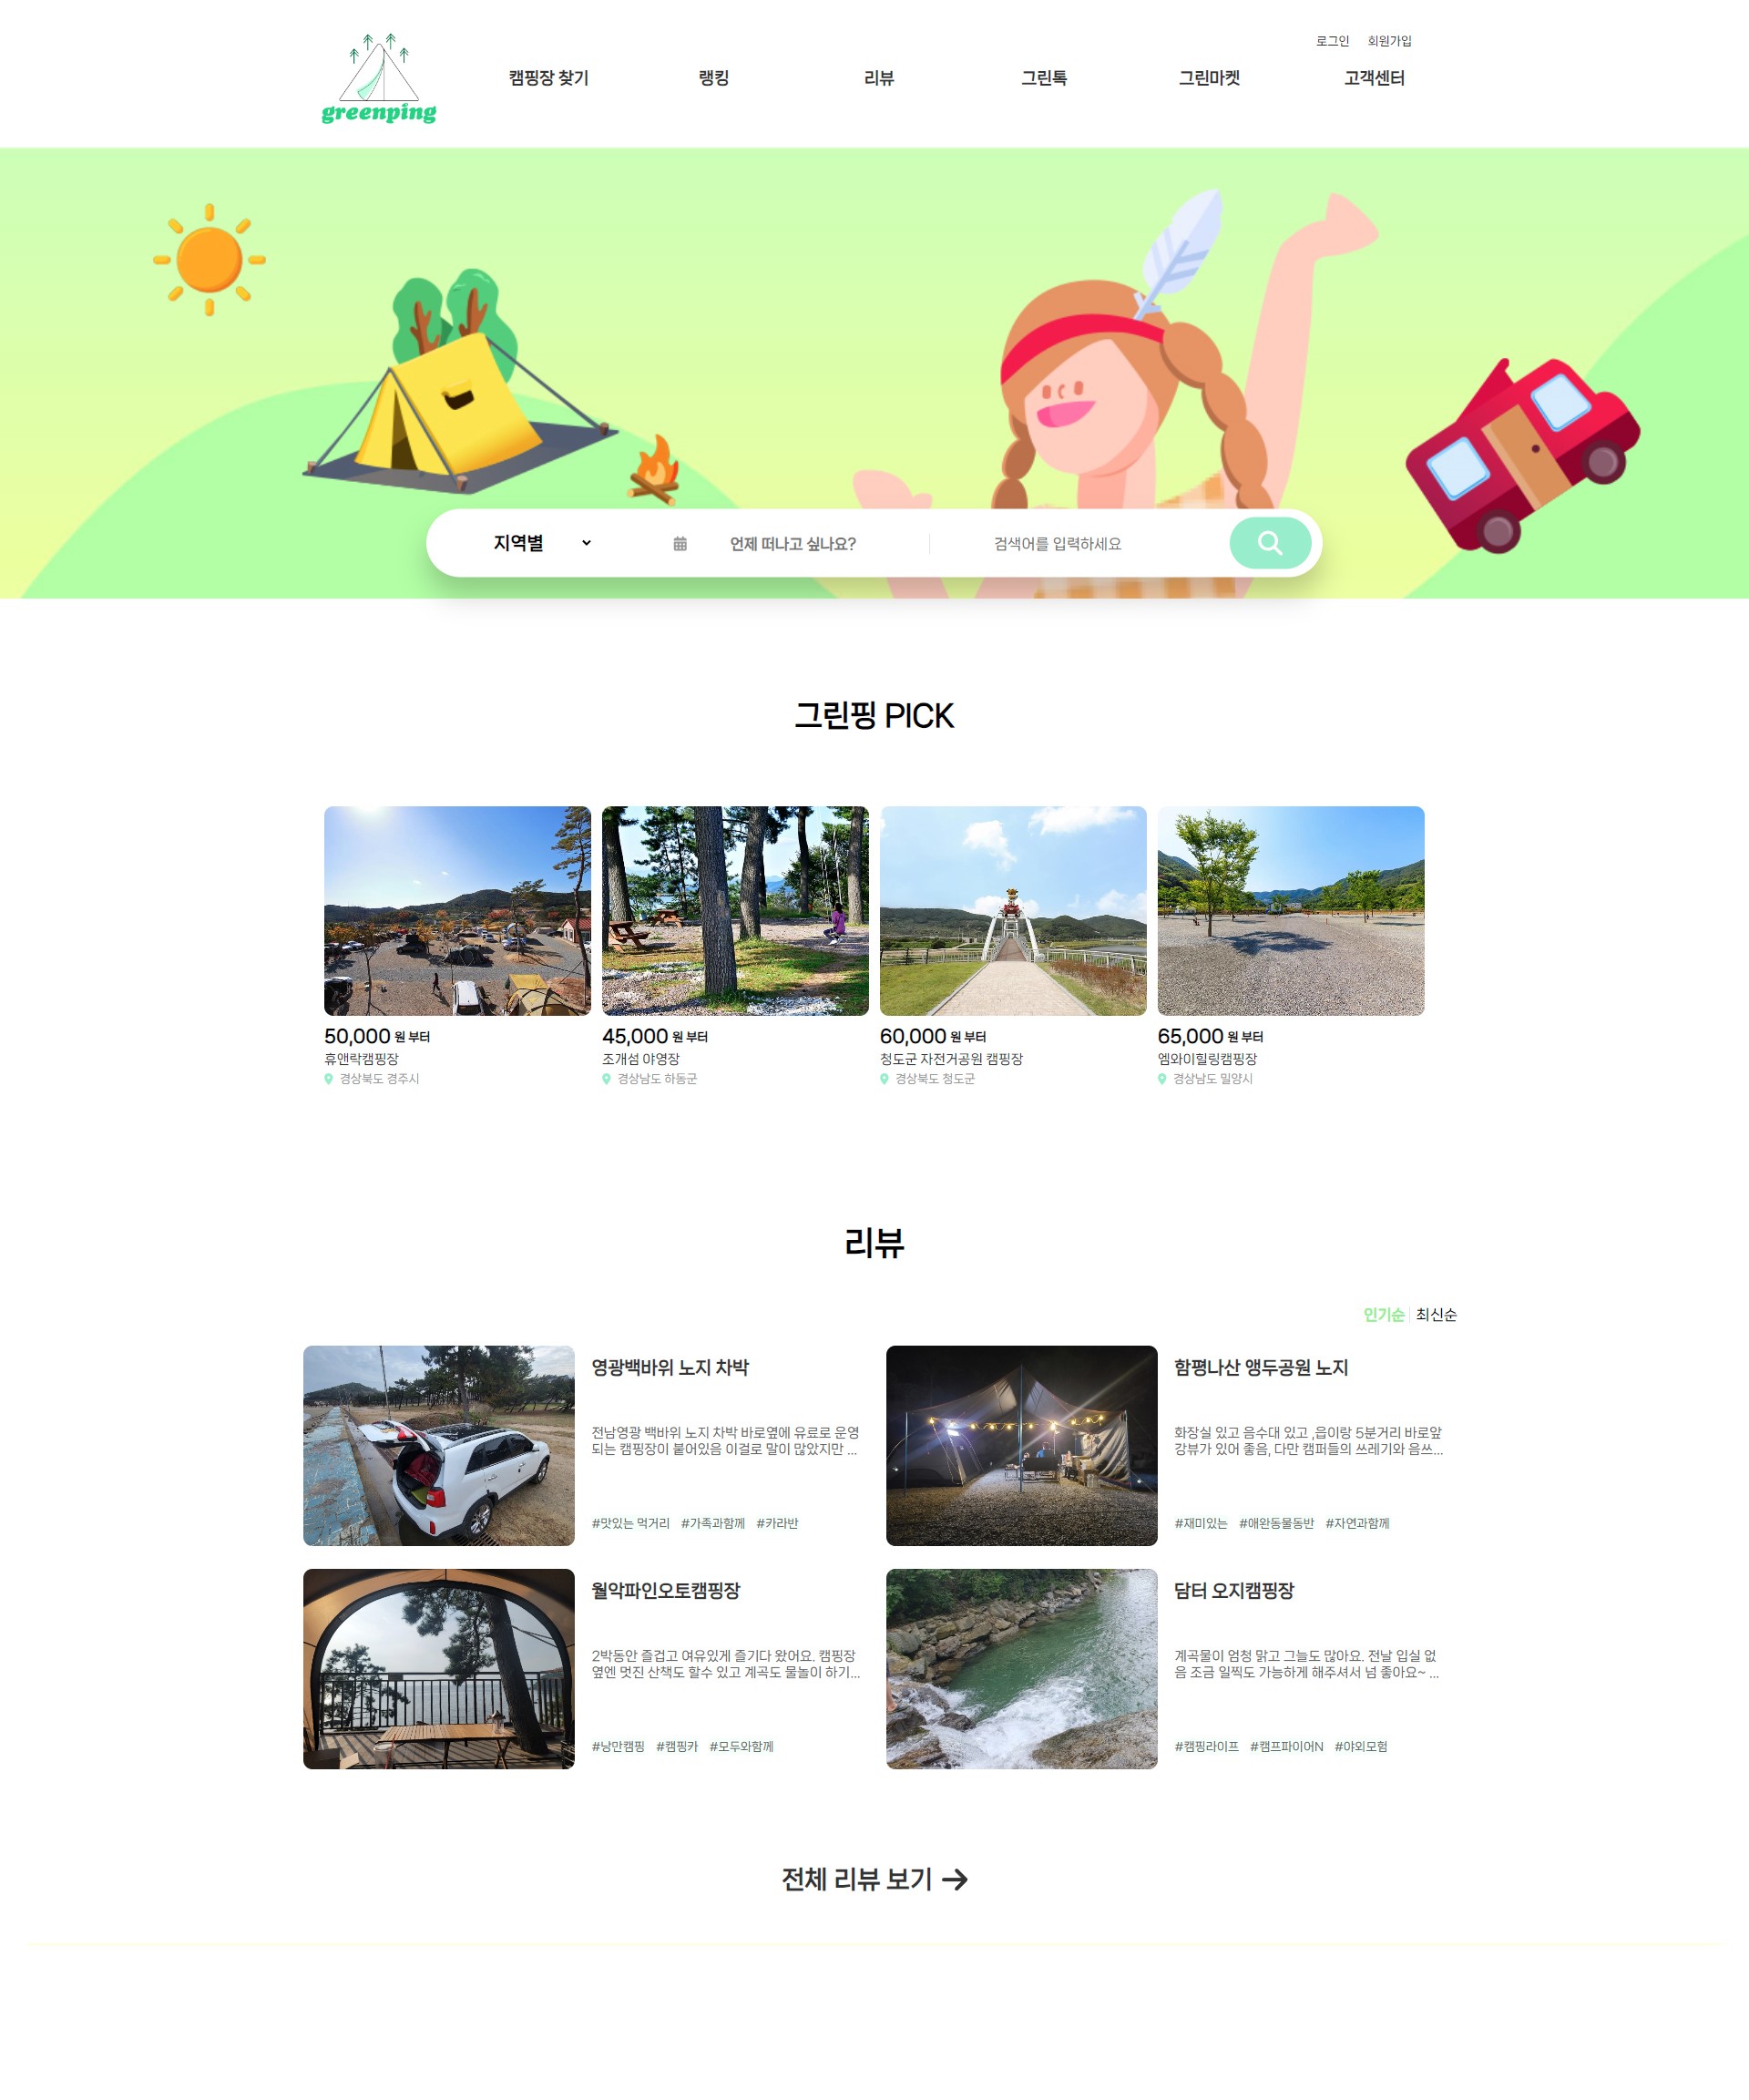 로그인 회원가입
greenping
캠핑장 찾기 랭킹 리뷰 그린톡 그린마켓 고객센터
지역별 언제 떠나고 싶나요? 검색어를 입력하세요
그린핑 PICK
50,000 원 부터
휴앤락캠핑장
경상북도 경주시
45,000 원 부터
조개섬 야영장
경상남도 하동군
60,000 원 부터
청도군 자전거공원 캠핑장
경상북도 청도군
65,000 원 부터
엠와이힐링캠핑장
경상남도 밀양시
리뷰
인기순 최신순
영광백바위 노지 차박
전남영광 백바위 노지 차박 바로옆에 유료로 운영
되는 캠핑장이 붙어있음 이걸로 말이 많았지만 ...
#맛있는 먹거리 #가족과함께 #카라반
함평나산 앵두공원 노지
화장실 있고 음수대 있고 ,읍이랑 5분거리 바로앞
강뷰가 있어 좋음, 다만 캠퍼들의 쓰레기와 음쓰...
#재미있는 #애완동물동반 #자연과함께
월악파인오토캠핑장
2박동안 즐겁고 여유있게 즐기다 왔어요. 캠핑장
옆엔 멋진 산책도 할수 있고 계곡도 물놀이 하기...
#낭만캠핑 #캠핑카 #모두와함께
담터 오지캠핑장
계곡물이 엄청 맑고 그늘도 많아요. 전날 입실 없
음 조금 일찍도 가능하게 해주셔서 넘 좋아요~ ...
#캠핑라이프 #캠프파이어N #야외모험
전체 리뷰 보기